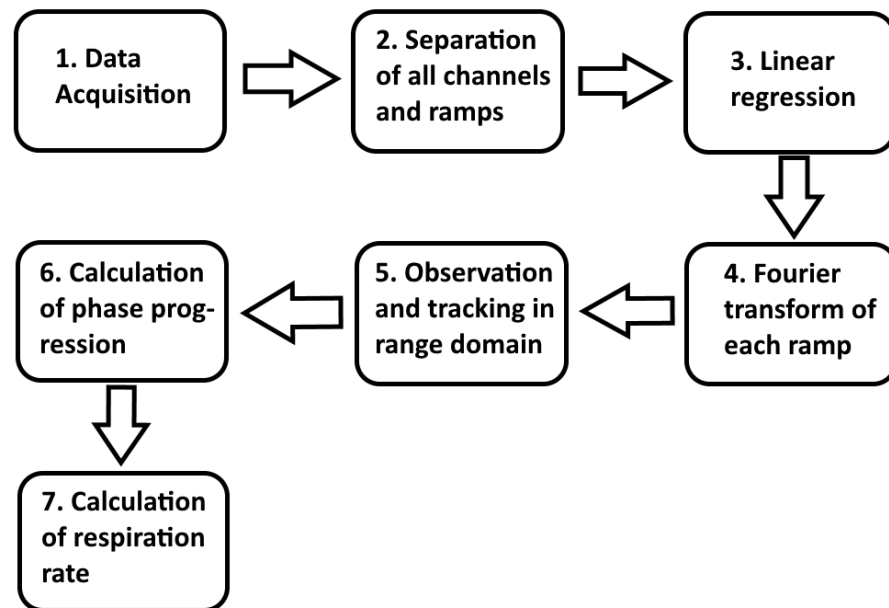 1. Data
Acquisition
2. Separation
of all channels
and ramps
3. Linear
regression
4. Fourier
transform of
each ramp
5. Observation
and tracking in
range domain
6. Calculation
of phase prog-
ression
7. Calculation
of respiration
rate